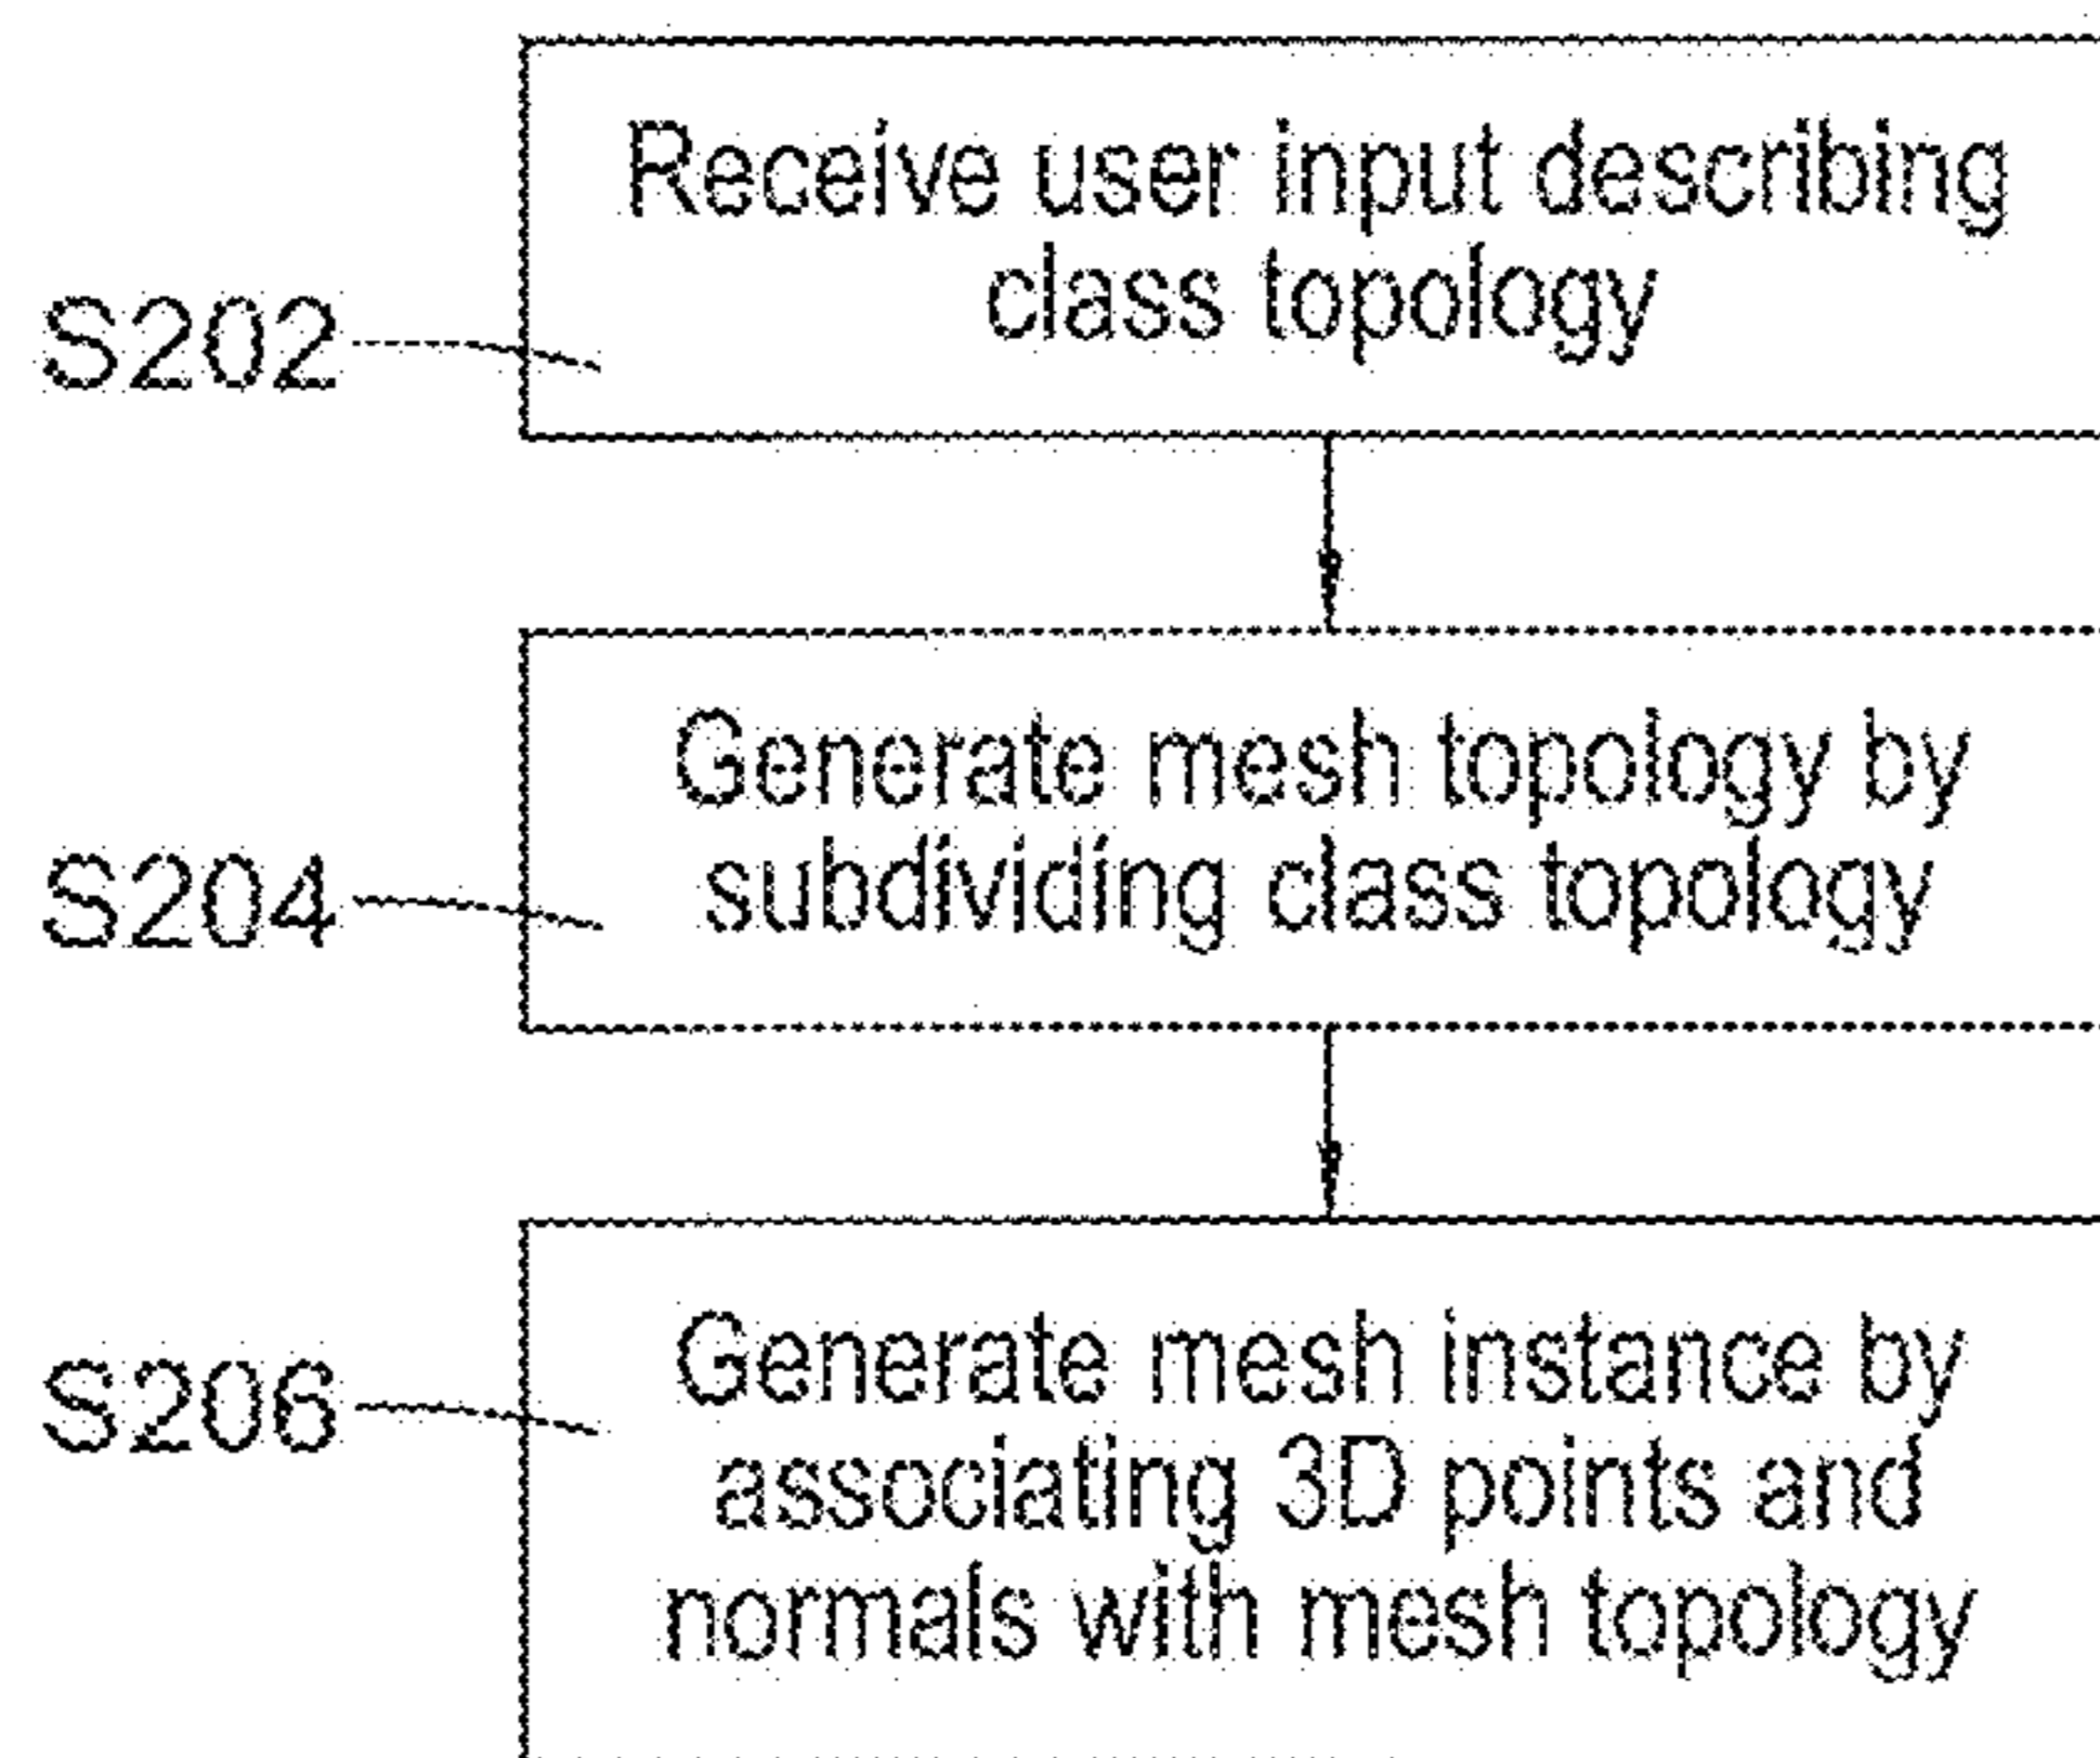 Receive user input describing
class topology
S202
Generate mesh topology by
subdividing class topology
S204
Generate mesh instance by
associating 3D points and
normals with mesh topology
S206